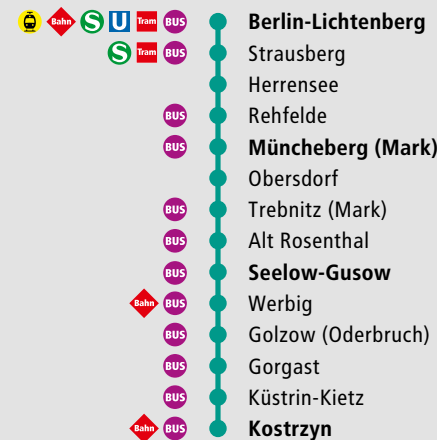 Bahn S U Tram BUS Berlin-Lichtenberg
S Tram BUS Strausberg
Herrensee
BUS Rehfelde
BUS Müncheberg (Mark)
Obersdorf
BUS Trebnitz (Mark)
BUS Alt Rosenthal
BUS Seelow-Gusow
Bahn BUS Werbig
BUS Golzow (Oderbruch)
BUS Gorgast
BUS Küstrin-Kietz
Bahn BUS Kostrzyn